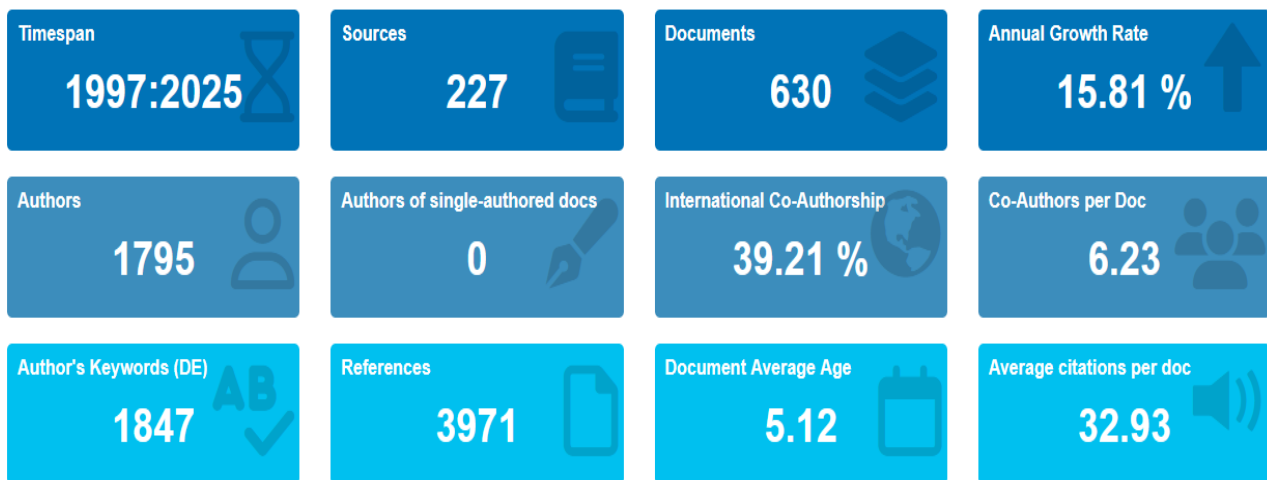 Timespan
1997:2025
Sources
227
Documents
630
Annual Growth Rate
15.81 %
Authors
1795
Authors of single-authored docs
0
International Co-Authorship
39.21 %
Co-Authors per Doc
6.23
Author's Keywords (DE)
1847
AB
References
3971
Document Average Age
5.12
Average citations per doc
32.93